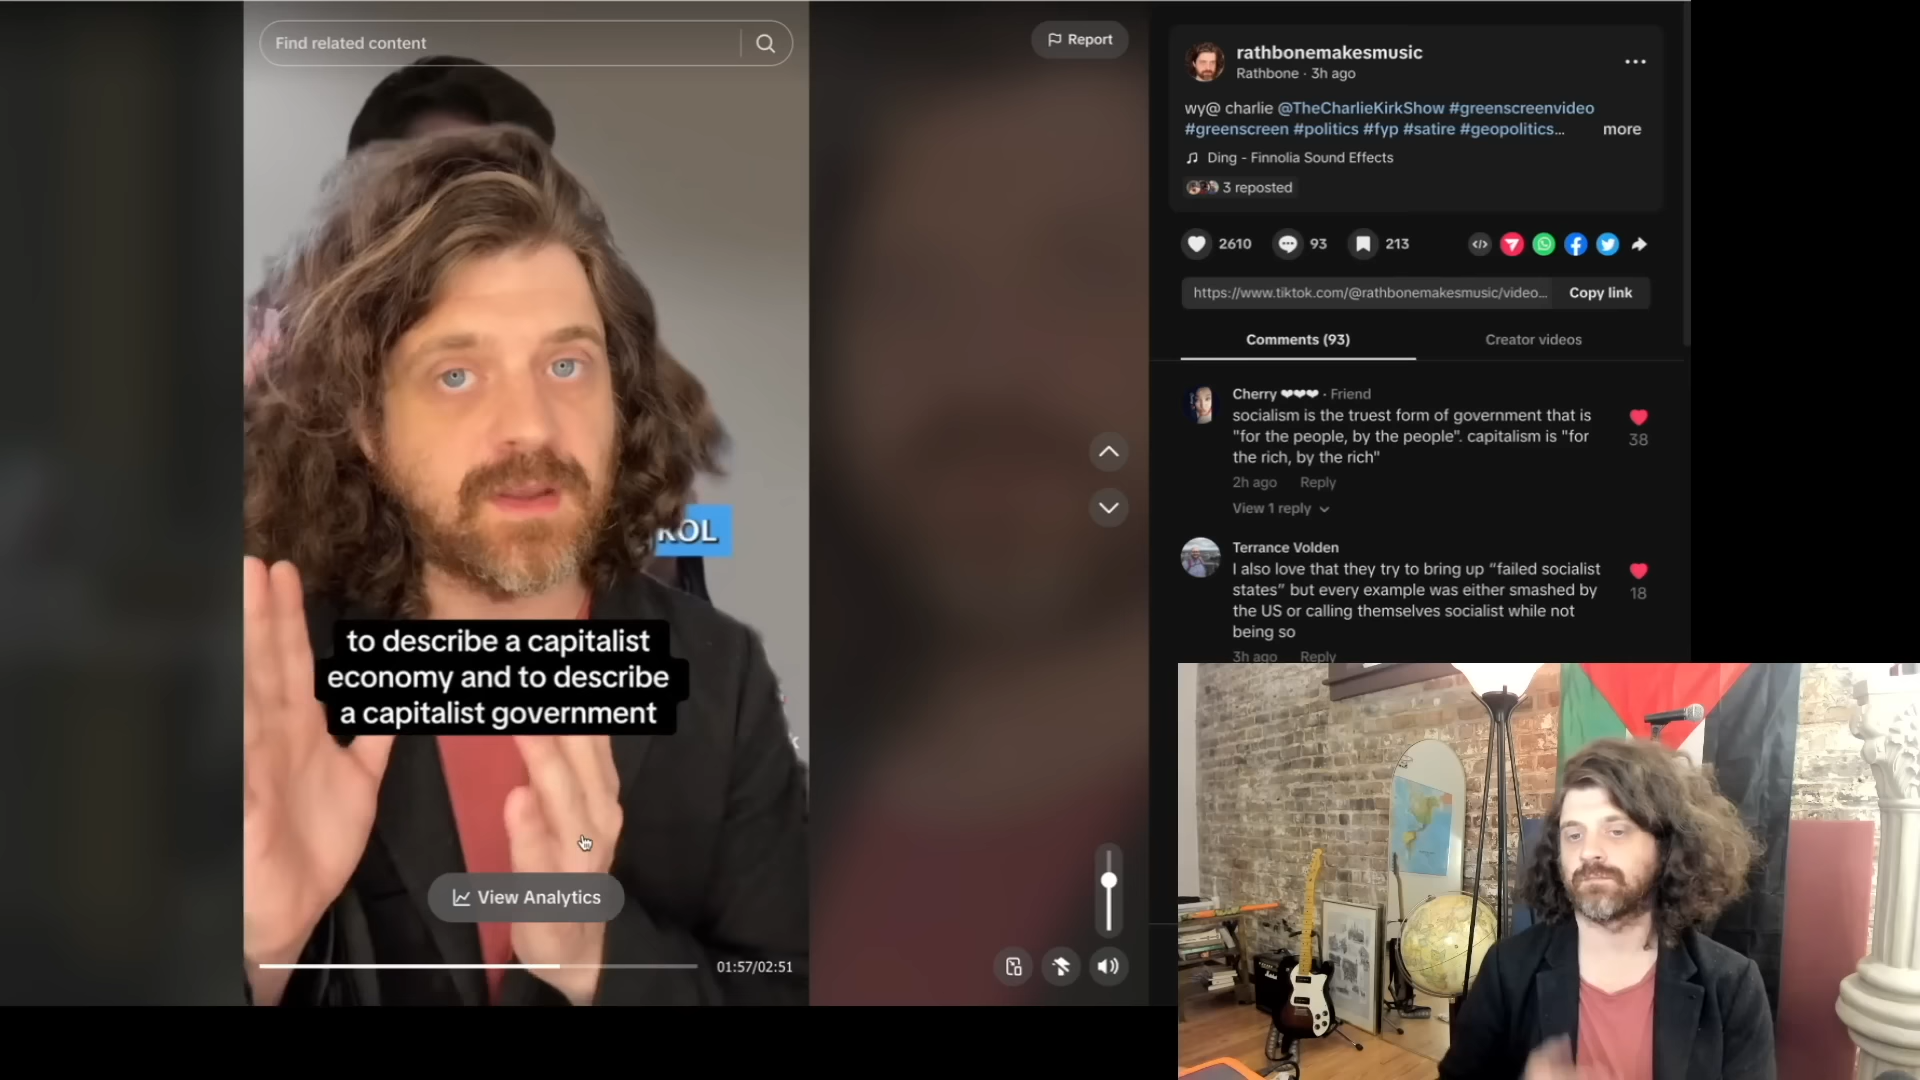 Find related content
Report
KOL
to describe a capitalist
economy and to describe
a capitalist government
View Analytics
01:57/02:51
rathbonemakesmusic
Rathbone · 3h ago
wy@ charlie @TheCharlieKirkShow #greenscreenvideo
#greenscreen #politics #fyp #satire #geopolitics... more
Ding - Finnolia Sound Effects
3 reposted
2610 93 213
https://www.tiktok.com/@rathbonemakesmusic/video... Copy link
Comments (93) Creator videos
Cherry ❤❤❤ · Friend
socialism is the truest form of government that is
"for the people, by the people". capitalism is "for
the rich, by the rich"
38
2h ago Reply
View 1 reply
Terrance Volden
I also love that they try to bring up “failed socialist
states” but every example was either smashed by
the US or calling themselves socialist while not
being so
18
3h ago Reply